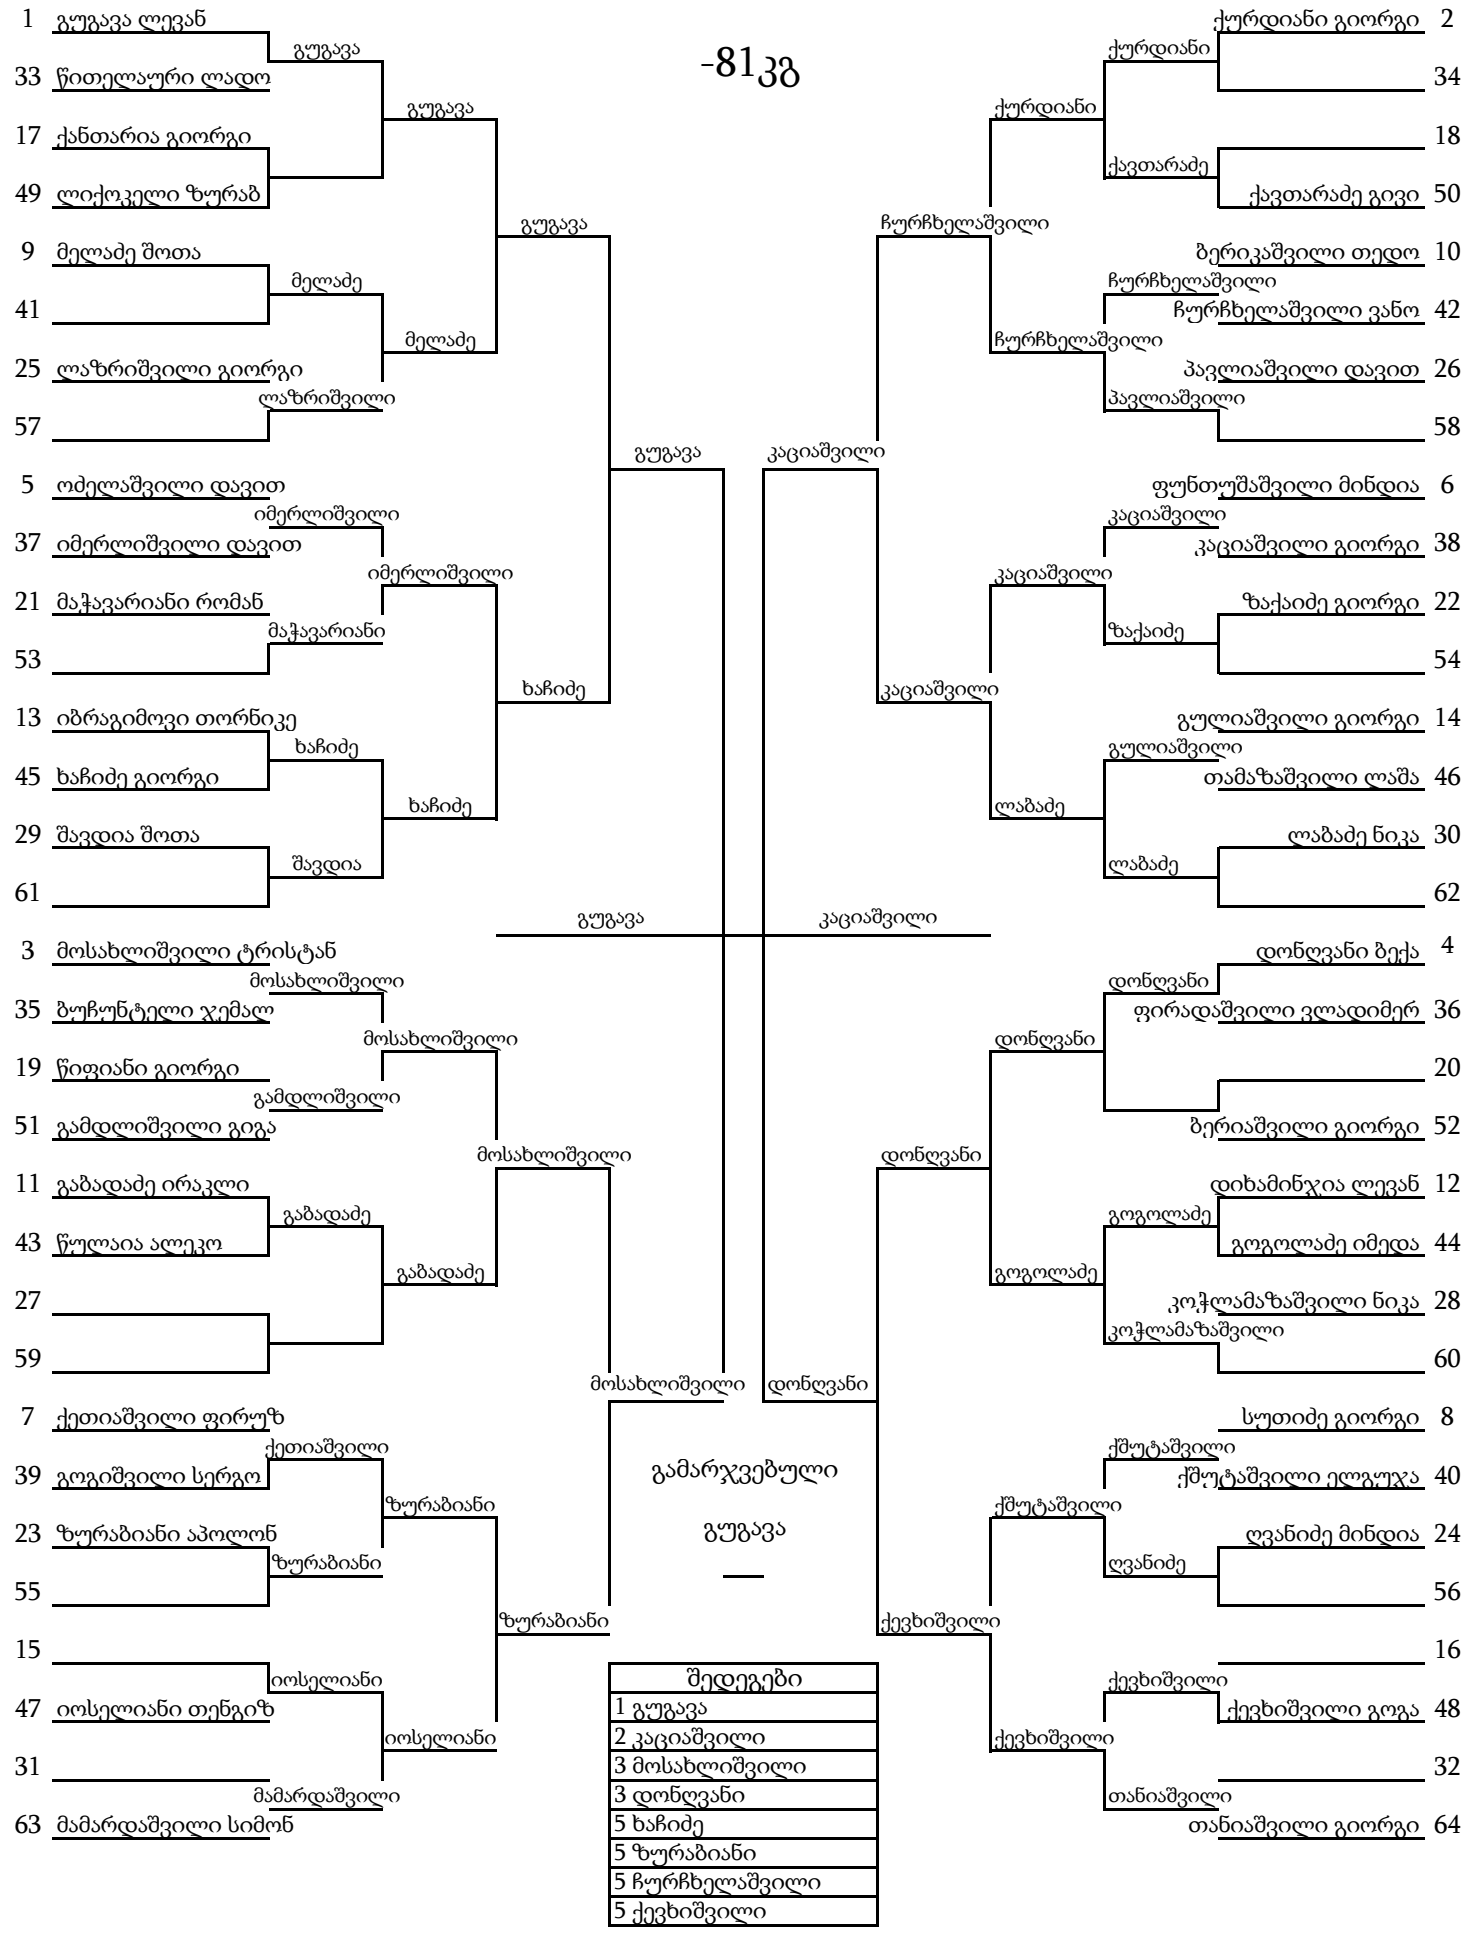 -81კგ
1 გუგავა ლევან
გუგავა
33 წითელაური ლადო
გუგავა
17 ქანთარია გიორგი
49 ლიქოკელი ზურაბ
გუგავა
9 მელაძე შოთა
მელაძე
41
მელაძე
25 ლაზრიშვილი გიორგი
ლაზრიშვილი
57
გუგავა
5 ოძელაშვილი დავით
იმერლიშვილი
37 იმერლიშვილი დავით
იმერლიშვილი
21 მაჭავარიანი რომან
მაჭავარიანი
53
ხაჩიძე
13 იბრაგიმოვი თორნიკე
ხაჩიძე
45 ხაჩიძე გიორგი
ხაჩიძე
29 შავდია შოთა
შავდია
61
გუგავა
3 მოსახლიშვილი ტრისტან
მოსახლიშვილი
35 ბუჩუნტელი ჯემალ
მოსახლიშვილი
19 წიფიანი გიორგი
გამდლიშვილი
51 გამდლიშვილი გიგა
მოსახლიშვილი
11 გაბადაძე ირაკლი
გაბადაძე
43 წულაია ალეკო
გაბადაძე
27
59
მოსახლიშვილი
7 ქეთიაშვილი ფირუზ
ქეთიაშვილი
39 გოგიშვილი სერგო
ზურაბიანი
23 ზურაბიანი აპოლონ
ზურაბიანი
55
ზურაბიანი
15
იოსელიანი
47 იოსელიანი თენგიზ
იოსელიანი
31
მამარდაშვილი
63 მამარდაშვილი სიმონ
ქურდიანი გიორგი 2
ქურდიანი
34
ქურდიანი
18
ქავთარაძე
ქავთარაძე გივი 50
ჩურჩხელაშვილი
ბერიკაშვილი თედო 10
ჩურჩხელაშვილი
ჩურჩხელაშვილი ვანო 42
ჩურჩხელაშვილი
პავლიაშვილი დავით 26
პავლიაშვილი
58
კაციაშვილი
ფუნთუშაშვილი მინდია 6
კაციაშვილი
კაციაშვილი გიორგი 38
კაციაშვილი
ზაქაიძე გიორგი 22
ზაქაიძე
54
კაციაშვილი
გულიაშვილი გიორგი 14
გულიაშვილი
თამაზაშვილი ლაშა 46
ლაბაძე
ლაბაძე ნიკა 30
ლაბაძე
62
კაციაშვილი
დონღვანი ბექა 4
დონღვანი
ფირადაშვილი ვლადიმერ 36
დონღვანი
20
ბერიაშვილი გიორგი 52
დონღვანი
დიხამინჯია ლევან 12
გოგოლაძე
გოგოლაძე იმედა 44
გოგოლაძე
კოჭლამაზაშვილი ნიკა 28
კოჭლამაზაშვილი
60
დონღვანი
სუთიძე გიორგი 8
ქშუტაშვილი
ქშუტაშვილი ელგუჯა 40
ქშუტაშვილი
ღვანიძე მინდია 24
ღვანიძე
56
ქევხიშვილი
16
ქევხიშვილი
ქევხიშვილი გოგა 48
ქევხიშვილი
32
თანიაშვილი
თანიაშვილი გიორგი 64
გამარჯვებული
გუგავა
შედეგები
1 გუგავა
2 კაციაშვილი
3 მოსახლიშვილი
3 დონღვანი
5 ხაჩიძე
5 ზურაბიანი
5 ჩურჩხელაშვილი
5 ქევხიშვილი